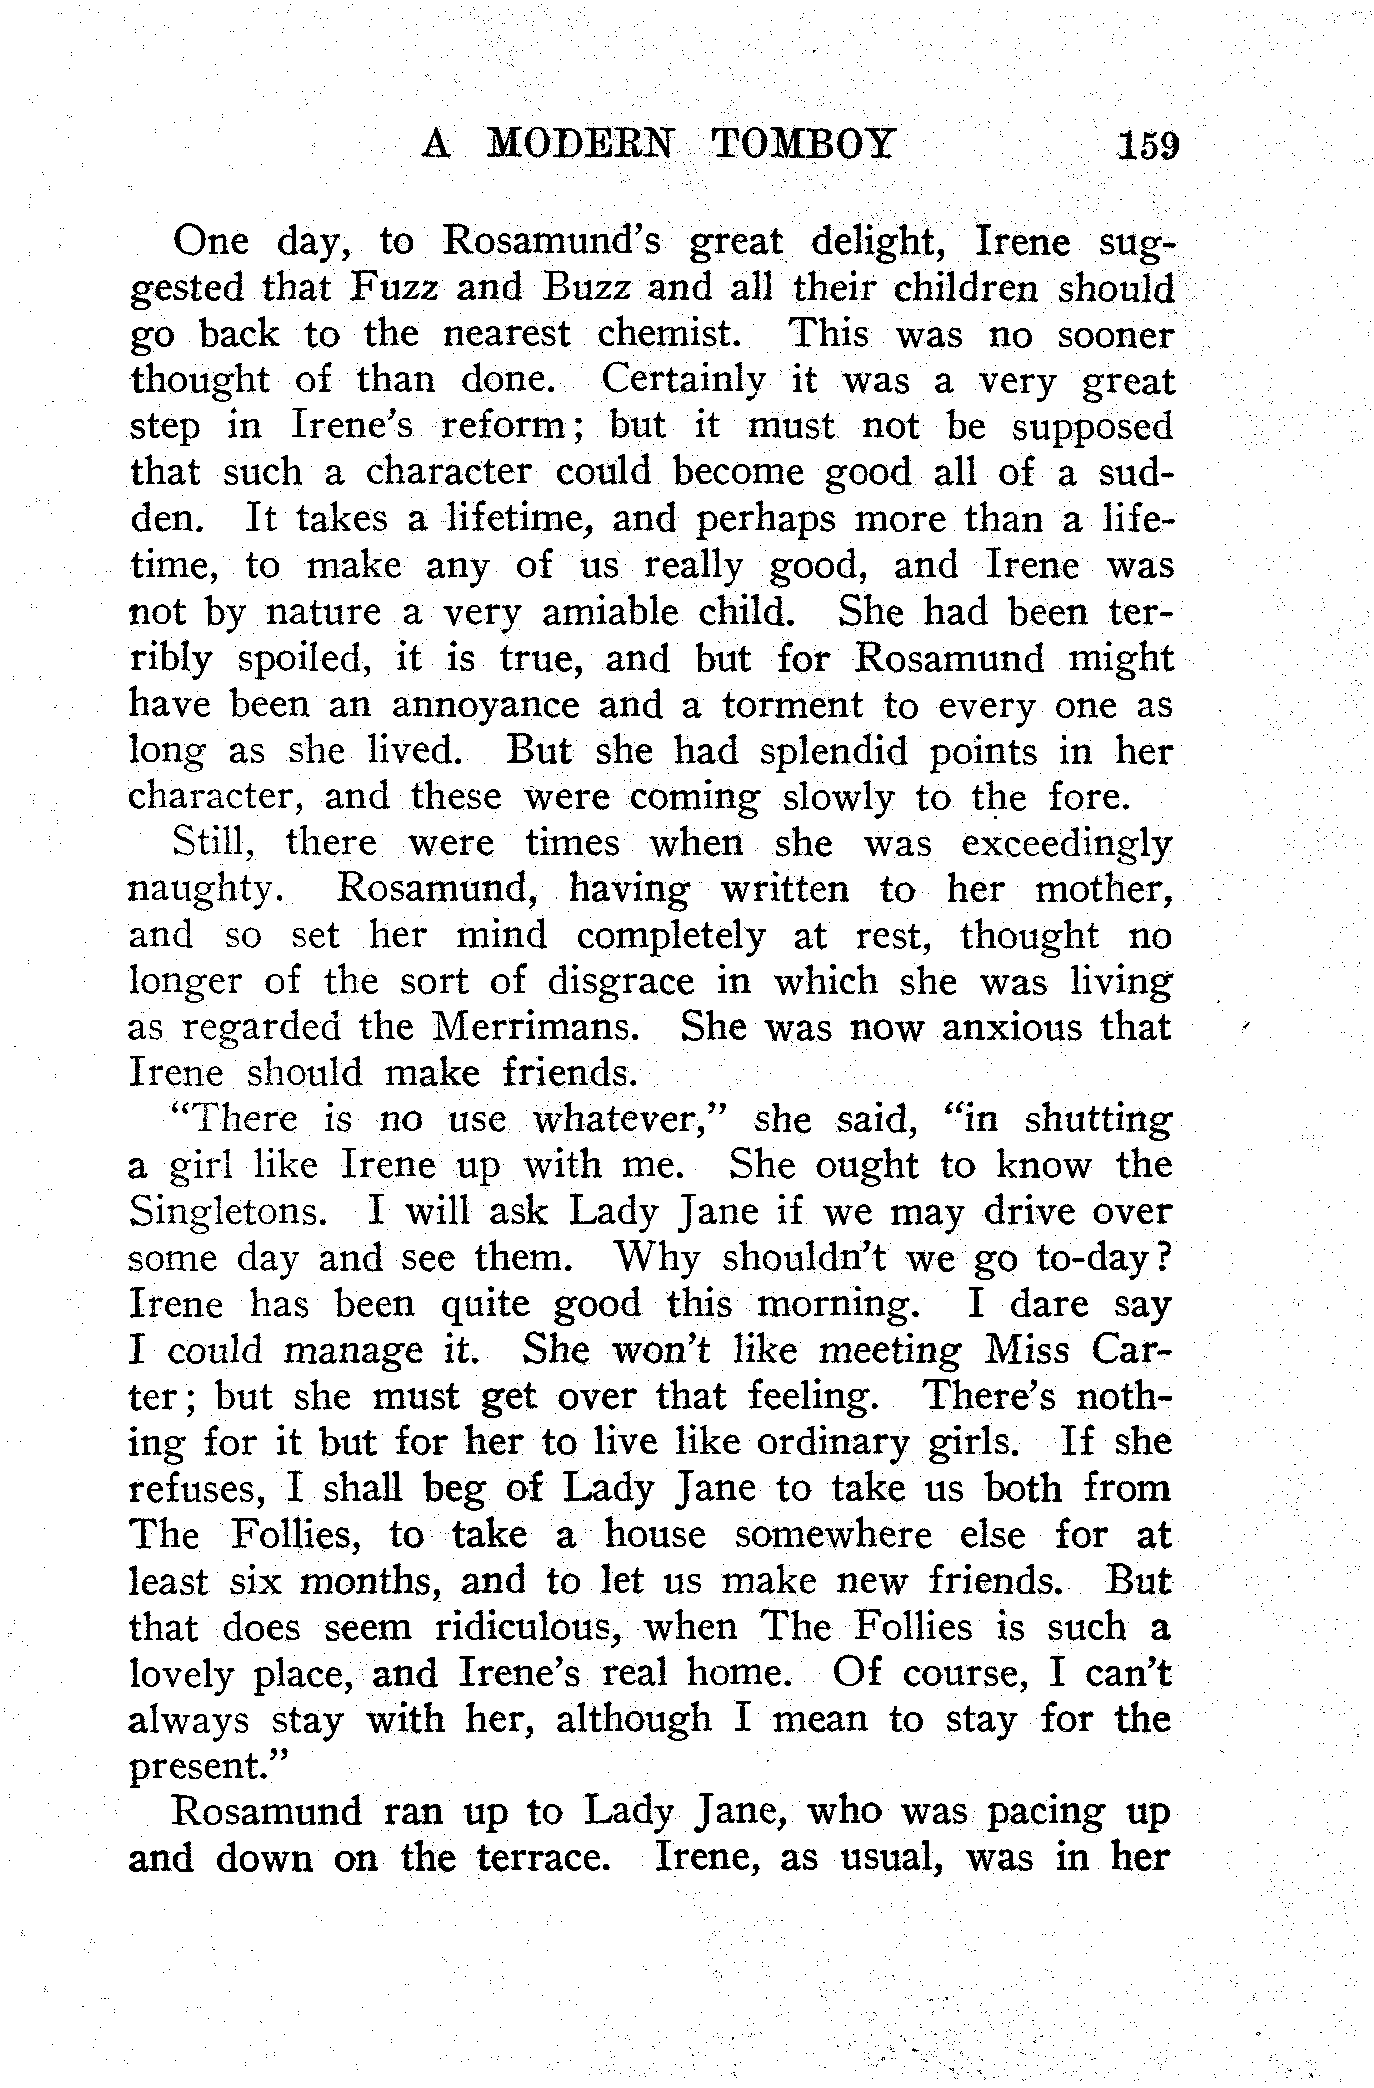 A MODERN TOMBOY 159
One day, to Rosamund's great delight, Irene sug-
gested that Fuzz and Buzz and all their children should
go back to the nearest chemist. This was no sooner
thought of than done. Certainly it was a very great
step in Irene's reform; but it must not be supposed
that such a character could become good all of a sud-
den. It takes a lifetime, and perhaps more than a life-
time, to make any of us really good, and Irene was
not by nature a very amiable child. She had been ter-
ribly spoiled, it is true, and but for Rosamund might
have been an annoyance and a torment to every one as
long as she lived. But she had splendid points in her
character, and these were coming slowly to the fore.
Still, there were times when she was exceedingly
naughty. Rosamund, having written to her mother,
and so set her mind completely at rest, thought no
longer of the sort of disgrace in which she was living
as regarded the Merrimans. She was now anxious that
Irene should make friends.
“There is no use whatever,” she said, “in shutting
a girl like Irene up with me. She ought to know the
Singletons. I will ask Lady Jane if we may drive over
some day and see them. Why shouldn't we go to-day?
Irene has been quite good this morning. I dare say
I could manage it. She won't like meeting Miss Car-
ter; but she must get over that feeling. There's noth-
ing for it but for her to live like ordinary girls. If she
refuses, I shall beg of Lady Jane to take us both from
The Follies, to take a house somewhere else for at
least six months, and to let us make new friends. But
that does seem ridiculous, when The Follies is such a
lovely place, and Irene's real home. Of course, I can't
always stay with her, although I mean to stay for the
present.”
Rosamund ran up to Lady Jane, who was pacing up
and down on the terrace. Irene, as usual, was in her